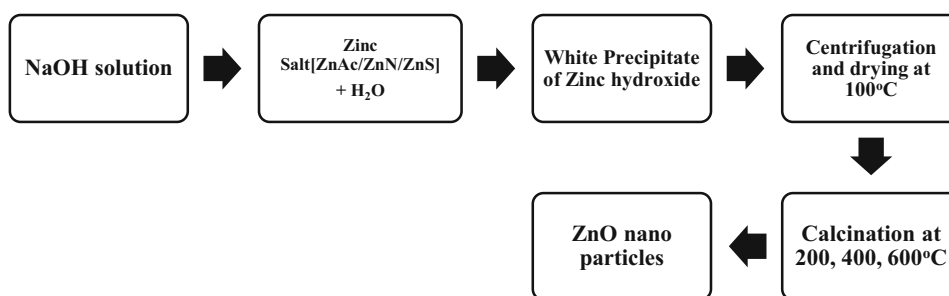 NaOH solution
Zinc
Salt[ZnAc/ZnN/ZnS]
+ H₂O
White Precipitate
of Zinc hydroxide
Centrifugation
and drying at
100ºC
Calcination at
200, 400, 600ºC
ZnO nano
particles